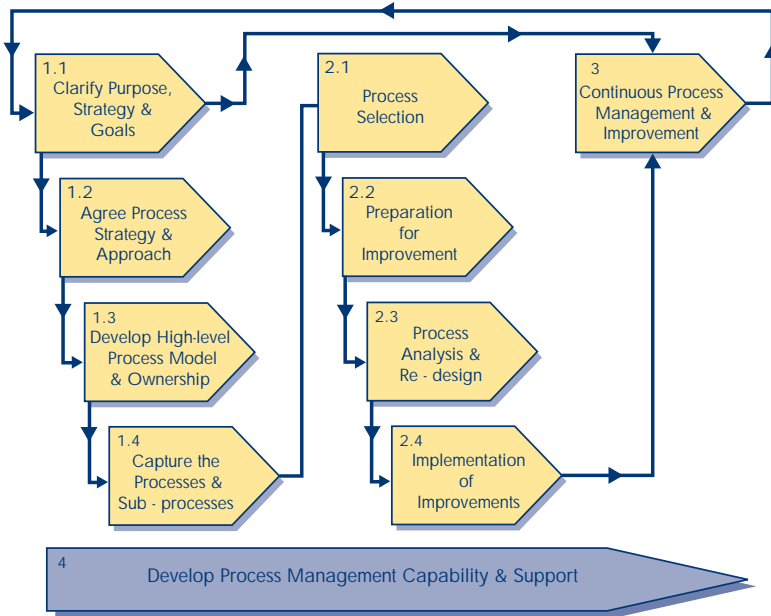 1.1
Clarify Purpose,
Strategy &
Goals
1.2
Agree Process
Strategy &
Approach
1.3
Develop High-level
Process Model
& Ownership
1.4
Capture the
Processes &
Sub - processes
2.1
Process
Selection
2.2
Preparation
for
Improvement
2.3
Process
Analysis &
Re - design
2.4
Implementation
of
Improvements
3
Continuous Process
Management &
Improvement
4
Develop Process Management Capability & Support